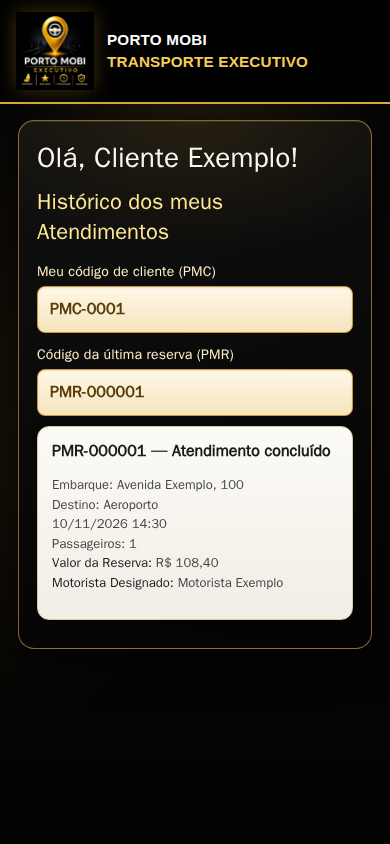 PORTO MOBI
EXECUTIVO
PORTO MOBI
TRANSPORTE EXECUTIVO
Olá, Cliente Exemplo!
Histórico dos meus
Atendimentos
Meu código de cliente (PMC)
PMC-0001
Código da última reserva (PMR)
PMR-000001
PMR-000001 — Atendimento concluído
Embarque: Avenida Exemplo, 100
Destino: Aeroporto
10/11/2026 14:30
Passageiros: 1
Valor da Reserva: R$ 108,40
Motorista Designado: Motorista Exemplo